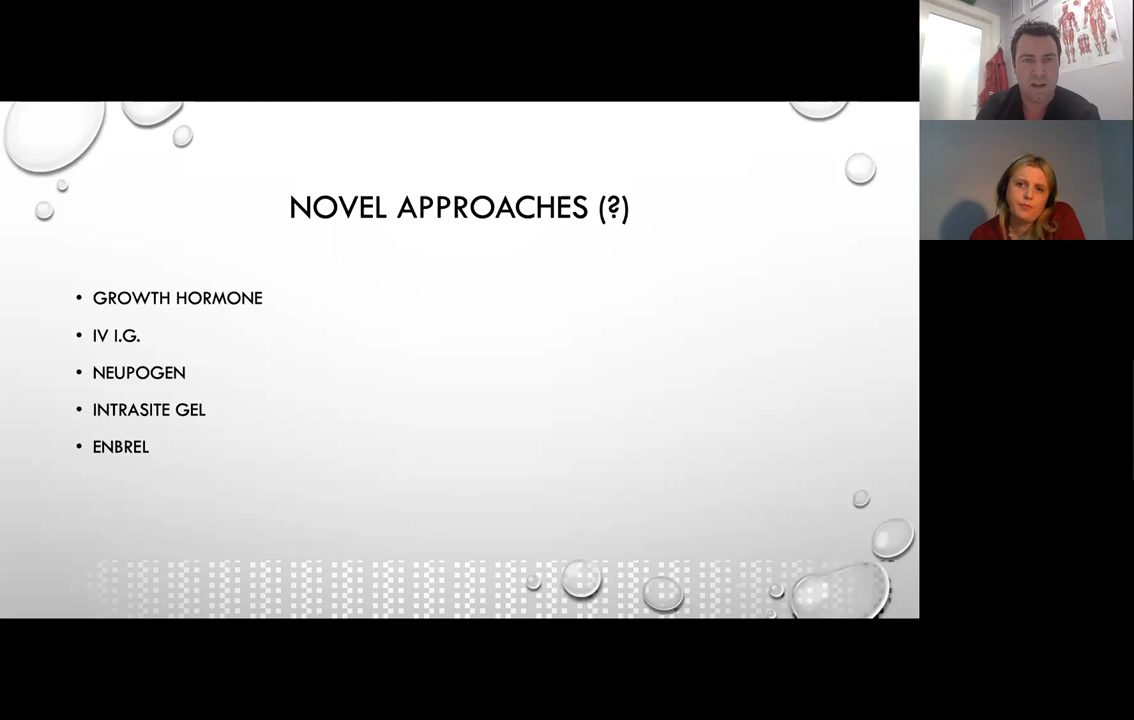 NOVEL APPROACHES (?)
• GROWTH HORMONE
• IV I.G.
• NEUPOGEN
• INTRASITE GEL
• ENBREL